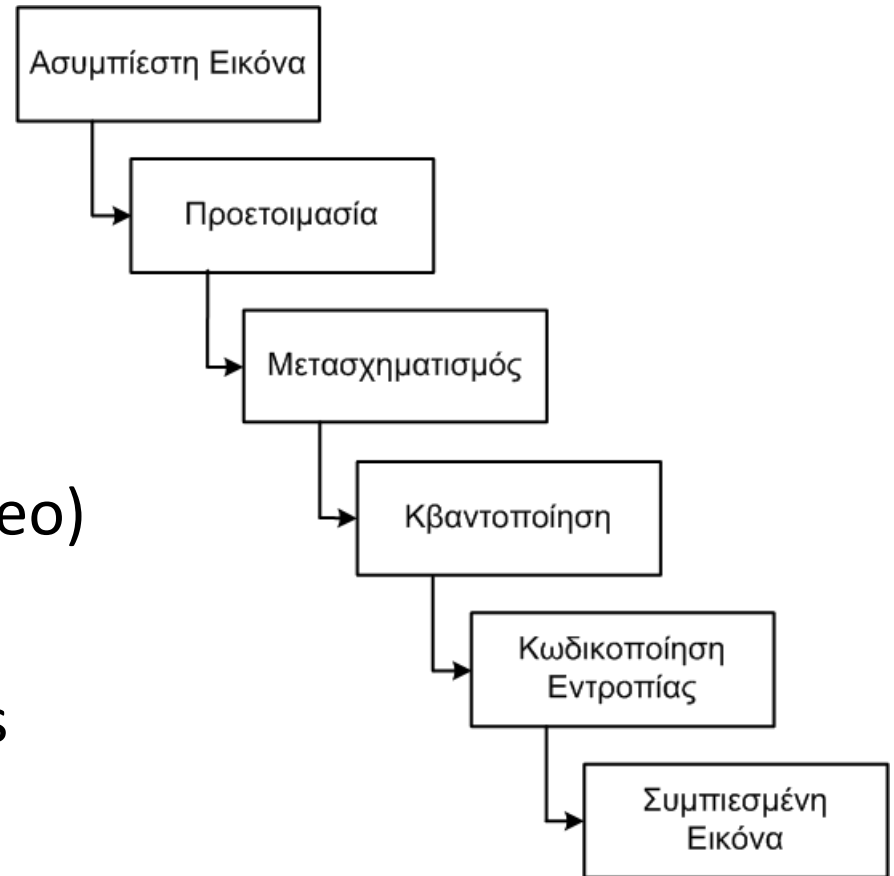 Ασυμπίεστη Εικόνα
Προετοιμασία
Μετασχηματισμός
eo)
Κβαντοποίηση
Κωδικοποίηση
Εντροπίας
s
Συμπιεσμένη
Εικόνα